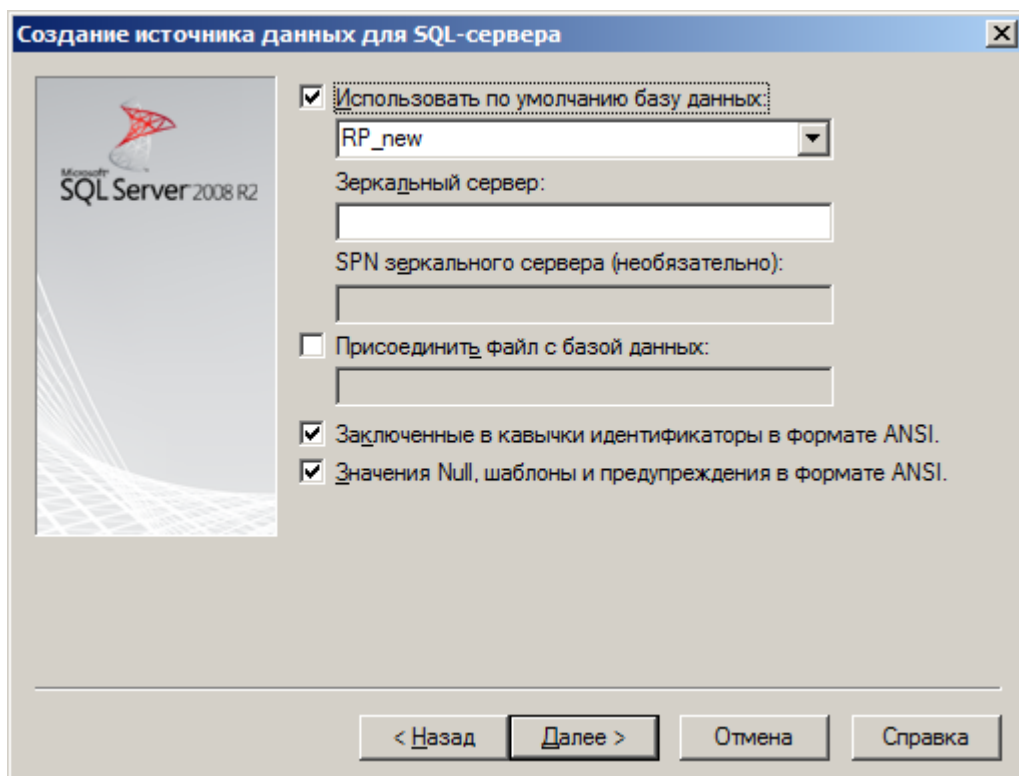 Создание источника данных для SQL-сервера
Использовать по умолчанию базу данных:
RP_new
Microsoft
SQL Server 2008 R2
Зеркальный сервер:
SPN зеркального сервера (необязательно):
Присоединить файл с базой данных:
Заключенные в кавычки идентификаторы в формате ANSI.
Значения Null, шаблоны и предупреждения в формате ANSI.
< Назад
Далее >
Отмена
Справка